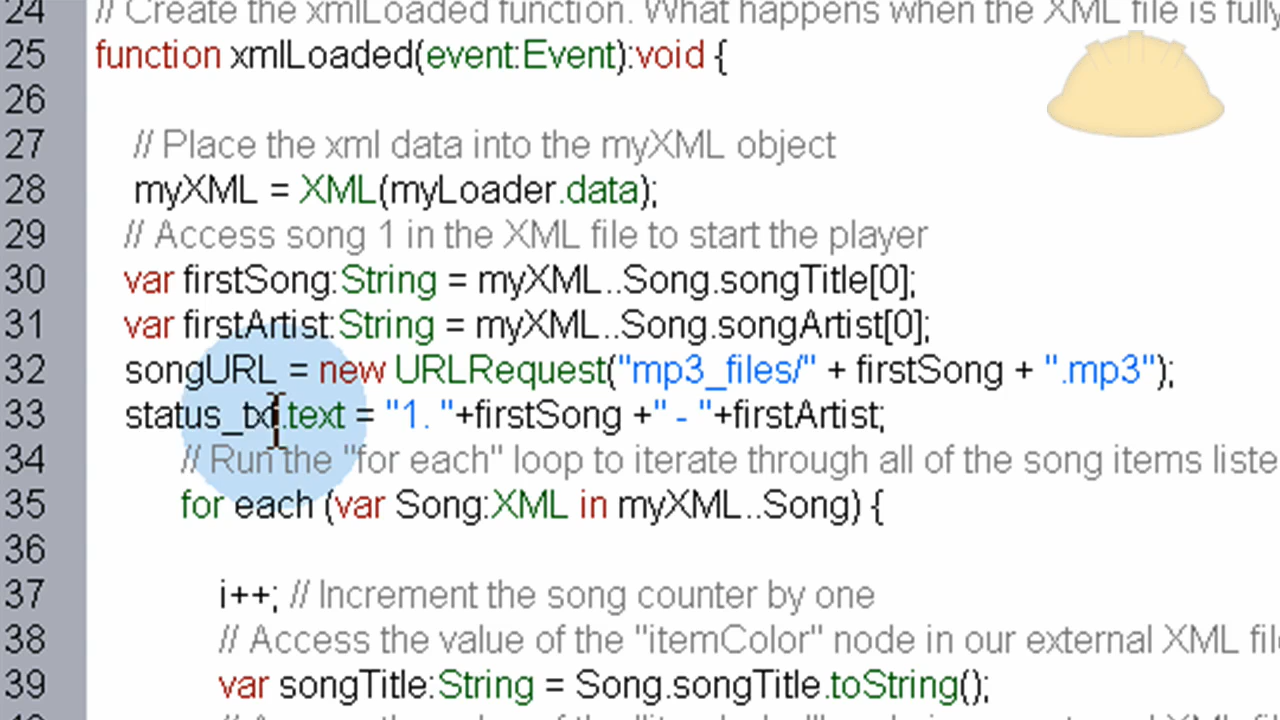 24 // Create the xmlLoaded function. What happens when the XML file is fully
25 function xmlLoaded(event:Event):void {
26
27 // Place the xml data into the myXML object
28 myXML = XML(myLoader.data);
29 // Access song 1 in the XML file to start the player
30 var firstSong:String = myXML..Song.songTitle[0];
31 var firstArtist:String = myXML..Song.songArtist[0];
32 songURL = new URLRequest("mp3_files/" + firstSong + ".mp3");
33 status_txt.text = "1. "+firstSong +" - "+firstArtist;
34 // Run the "for each" loop to iterate through all of the song items liste
35 for each (var Song:XML in myXML..Song) {
36
37 i++; // Increment the song counter by one
38 // Access the value of the "itemColor" node in our external XML file
39 var songTitle:String = Song.songTitle.toString();